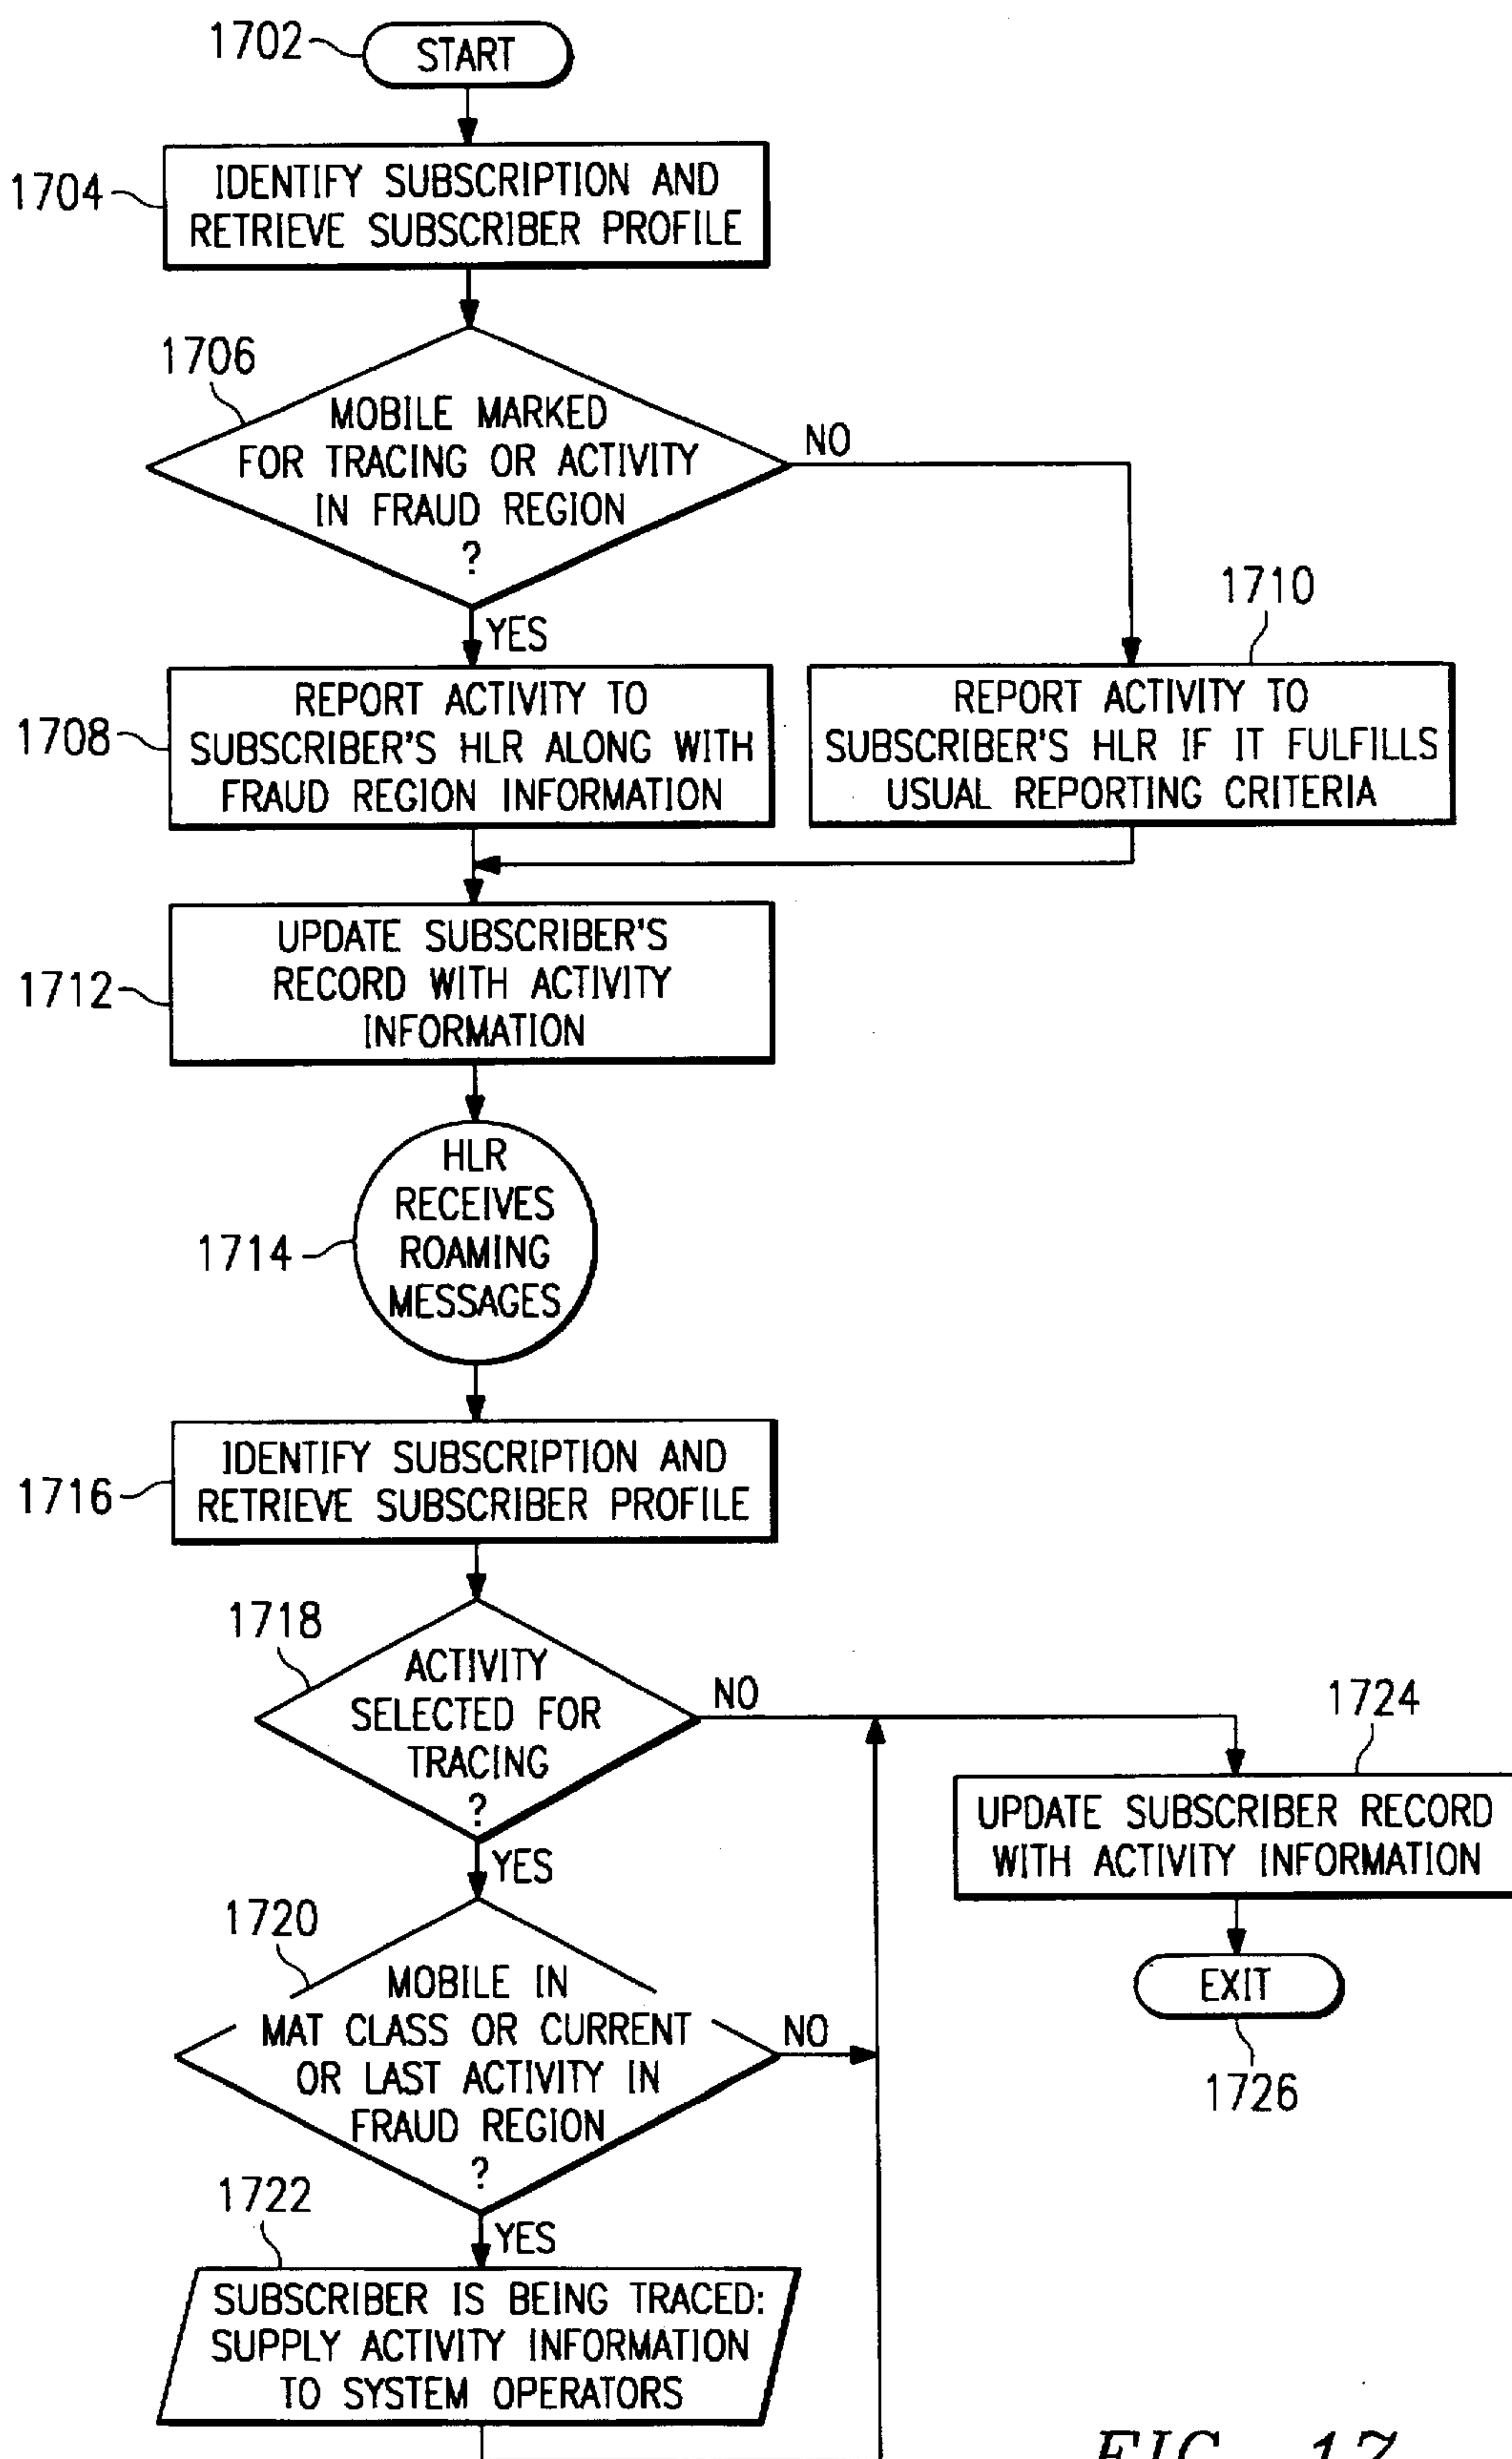 1702
START
1704
IDENTIFY SUBSCRIPTION AND
RETRIEVE SUBSCRIBER PROFILE
1706
MOBILE MARKED
FOR TRACING OR ACTIVITY
IN FRAUD REGION
?
NO
YES
1708
REPORT ACTIVITY TO
SUBSCRIBER'S HLR ALONG WITH
FRAUD REGION INFORMATION
1710
REPORT ACTIVITY TO
SUBSCRIBER'S HLR IF IT FULFILLS
USUAL REPORTING CRITERIA
1712
UPDATE SUBSCRIBER'S
RECORD WITH ACTIVITY
INFORMATION
1714
HLR
RECEIVES
ROAMING
MESSAGES
1716
IDENTIFY SUBSCRIPTION AND
RETRIEVE SUBSCRIBER PROFILE
1718
ACTIVITY
SELECTED FOR
TRACING
?
NO
YES
1724
UPDATE SUBSCRIBER RECORD
WITH ACTIVITY INFORMATION
EXIT
1726
1720
MOBILE IN
MAT CLASS OR CURRENT
OR LAST ACTIVITY IN
FRAUD REGION
?
NO
YES
1722
SUBSCRIBER IS BEING TRACED:
SUPPLY ACTIVITY INFORMATION
TO SYSTEM OPERATORS
FIG. 17